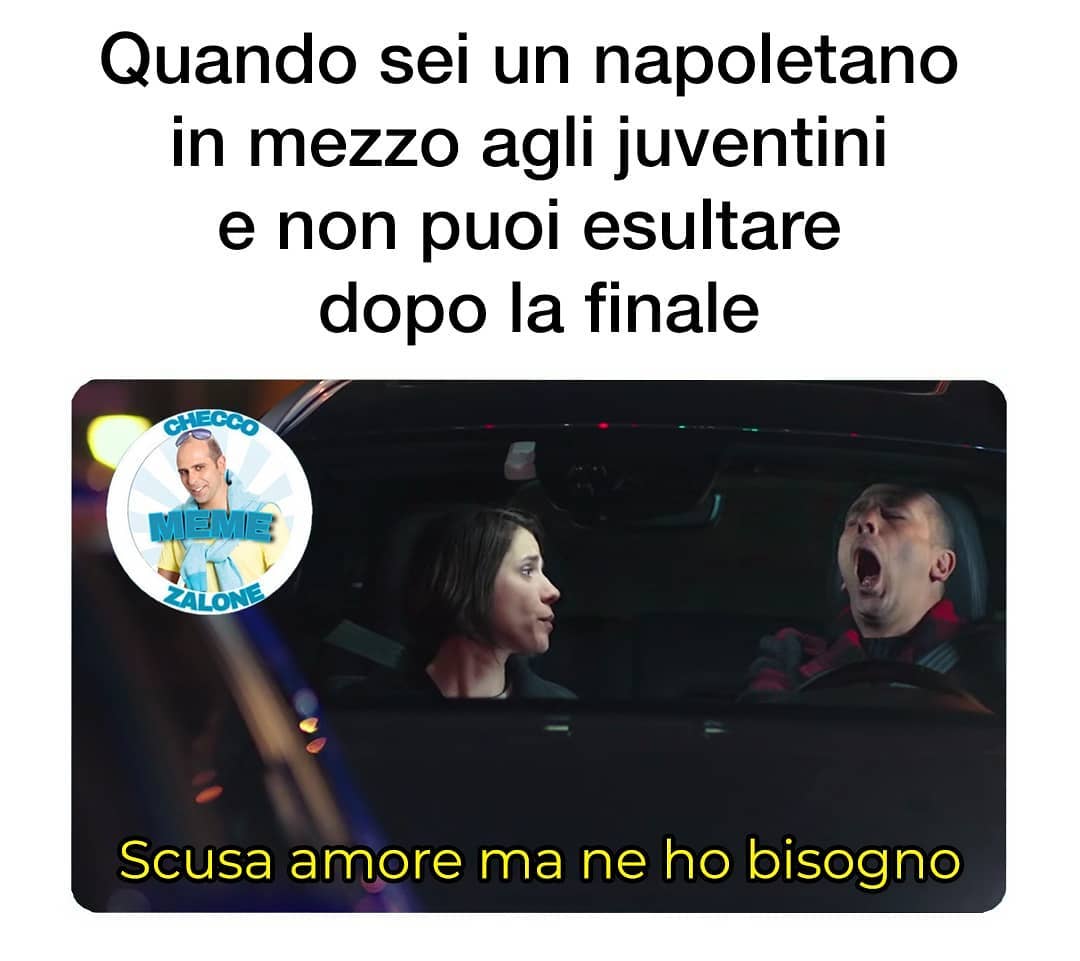 Quando sei un napoletano
in mezzo agli juventini
e non puoi esultare
dopo la finale
CHECCO
MEME
ZALONE
Scusa amore ma ne ho bisogno